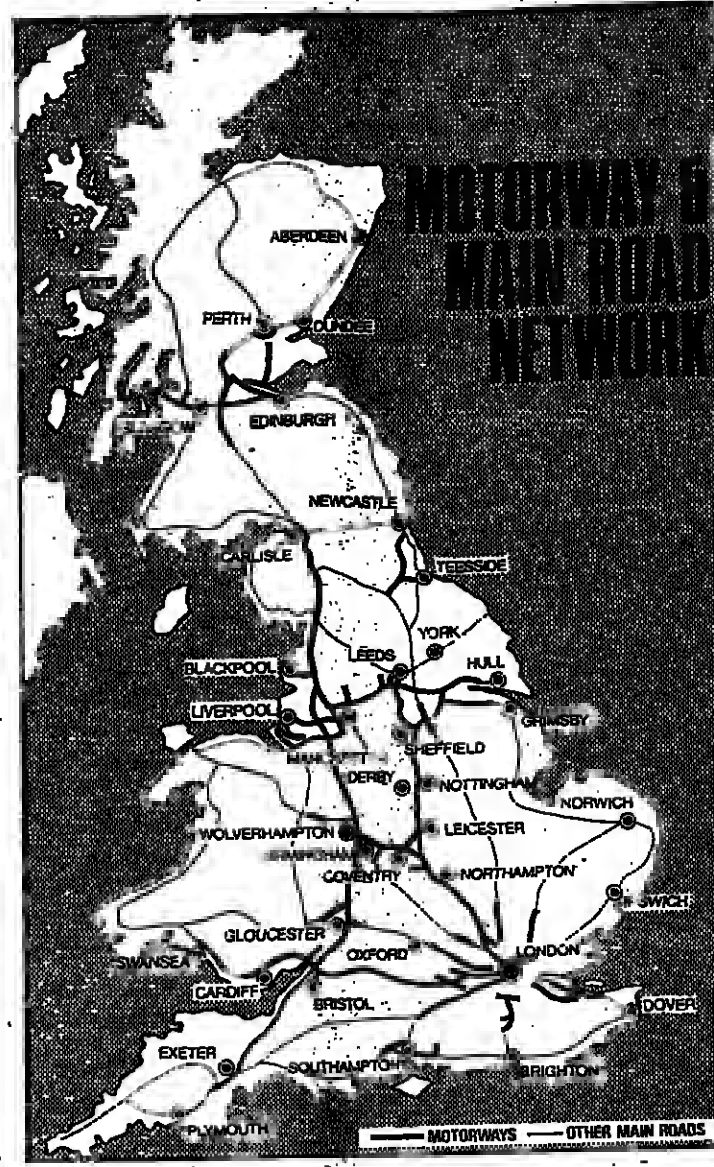 MOTORWAY &
MAIN ROAD
NETWORK
ABERDEEN
PERTH
DUNDEE
EDINBURGH
NEWCASTLE
CARLISLE
TEESSIDE
YORK
LEEDS
HULL
BLACKPOOL
LIVERPOOL
GRIMSBY
SHEFFIELD
DERBY
NOTTINGHAM
NORWICH
WOLVERHAMPTON
LEICESTER
COVENTRY
NORTHAMPTON
GLOUCESTER
OXFORD
LONDON
SWANSEA
CARDIFF
BRISTOL
DOVER
EXETER
SOUTHAMPTON
BRIGHTON
PLYMOUTH
MOTORWAYS OTHER MAIN ROADS